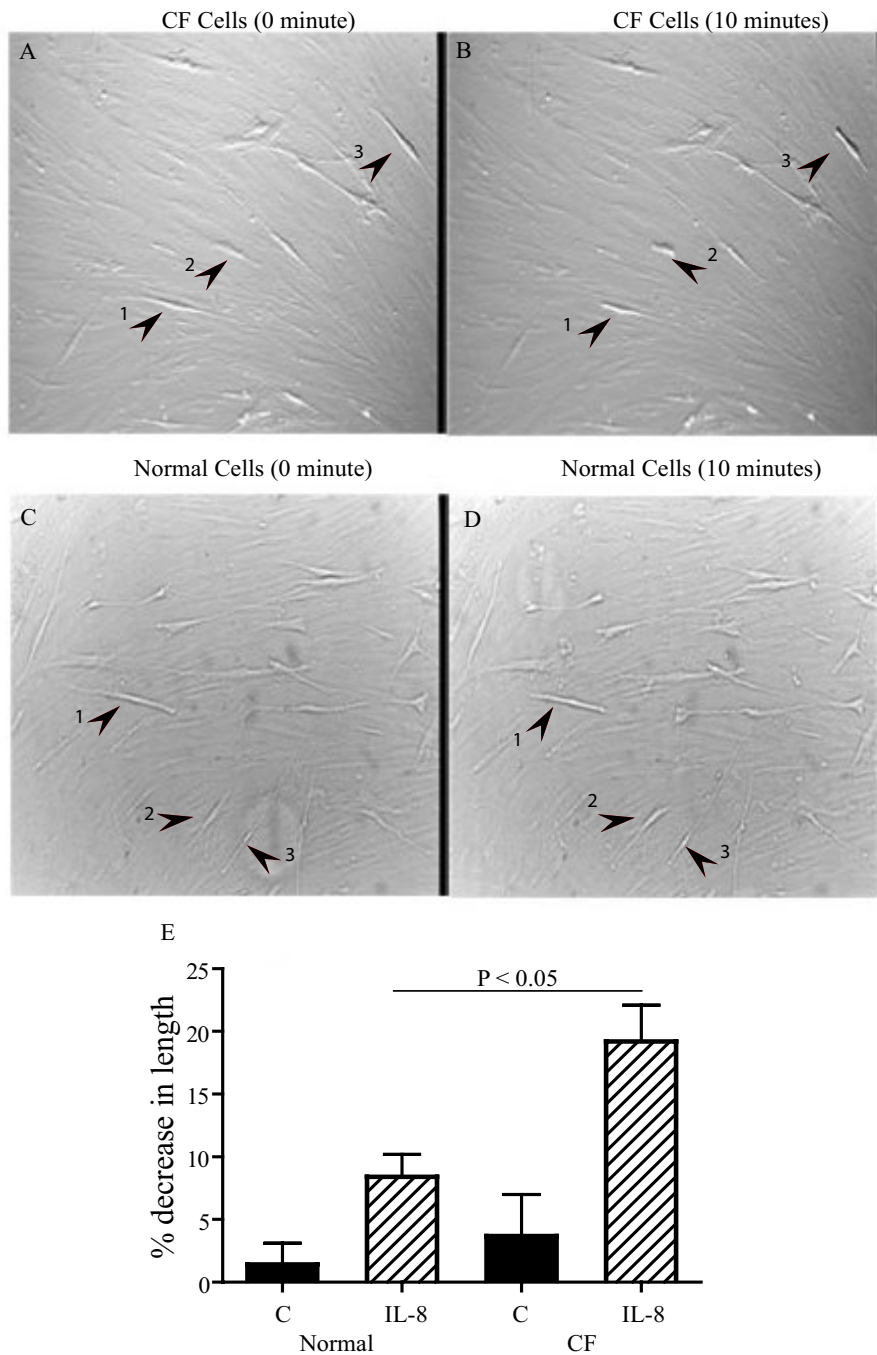 CF Cells (0 minute)
CF Cells (10 minutes)
A
B
3
3
2
2
1
1
Normal Cells (0 minute)
Normal Cells (10 minutes)
C
D
1
1
2
2
3
3
E
25
20
15
10
5
0
% decrease in length
P < 0.05
C
IL-8
C
IL-8
Normal
CF